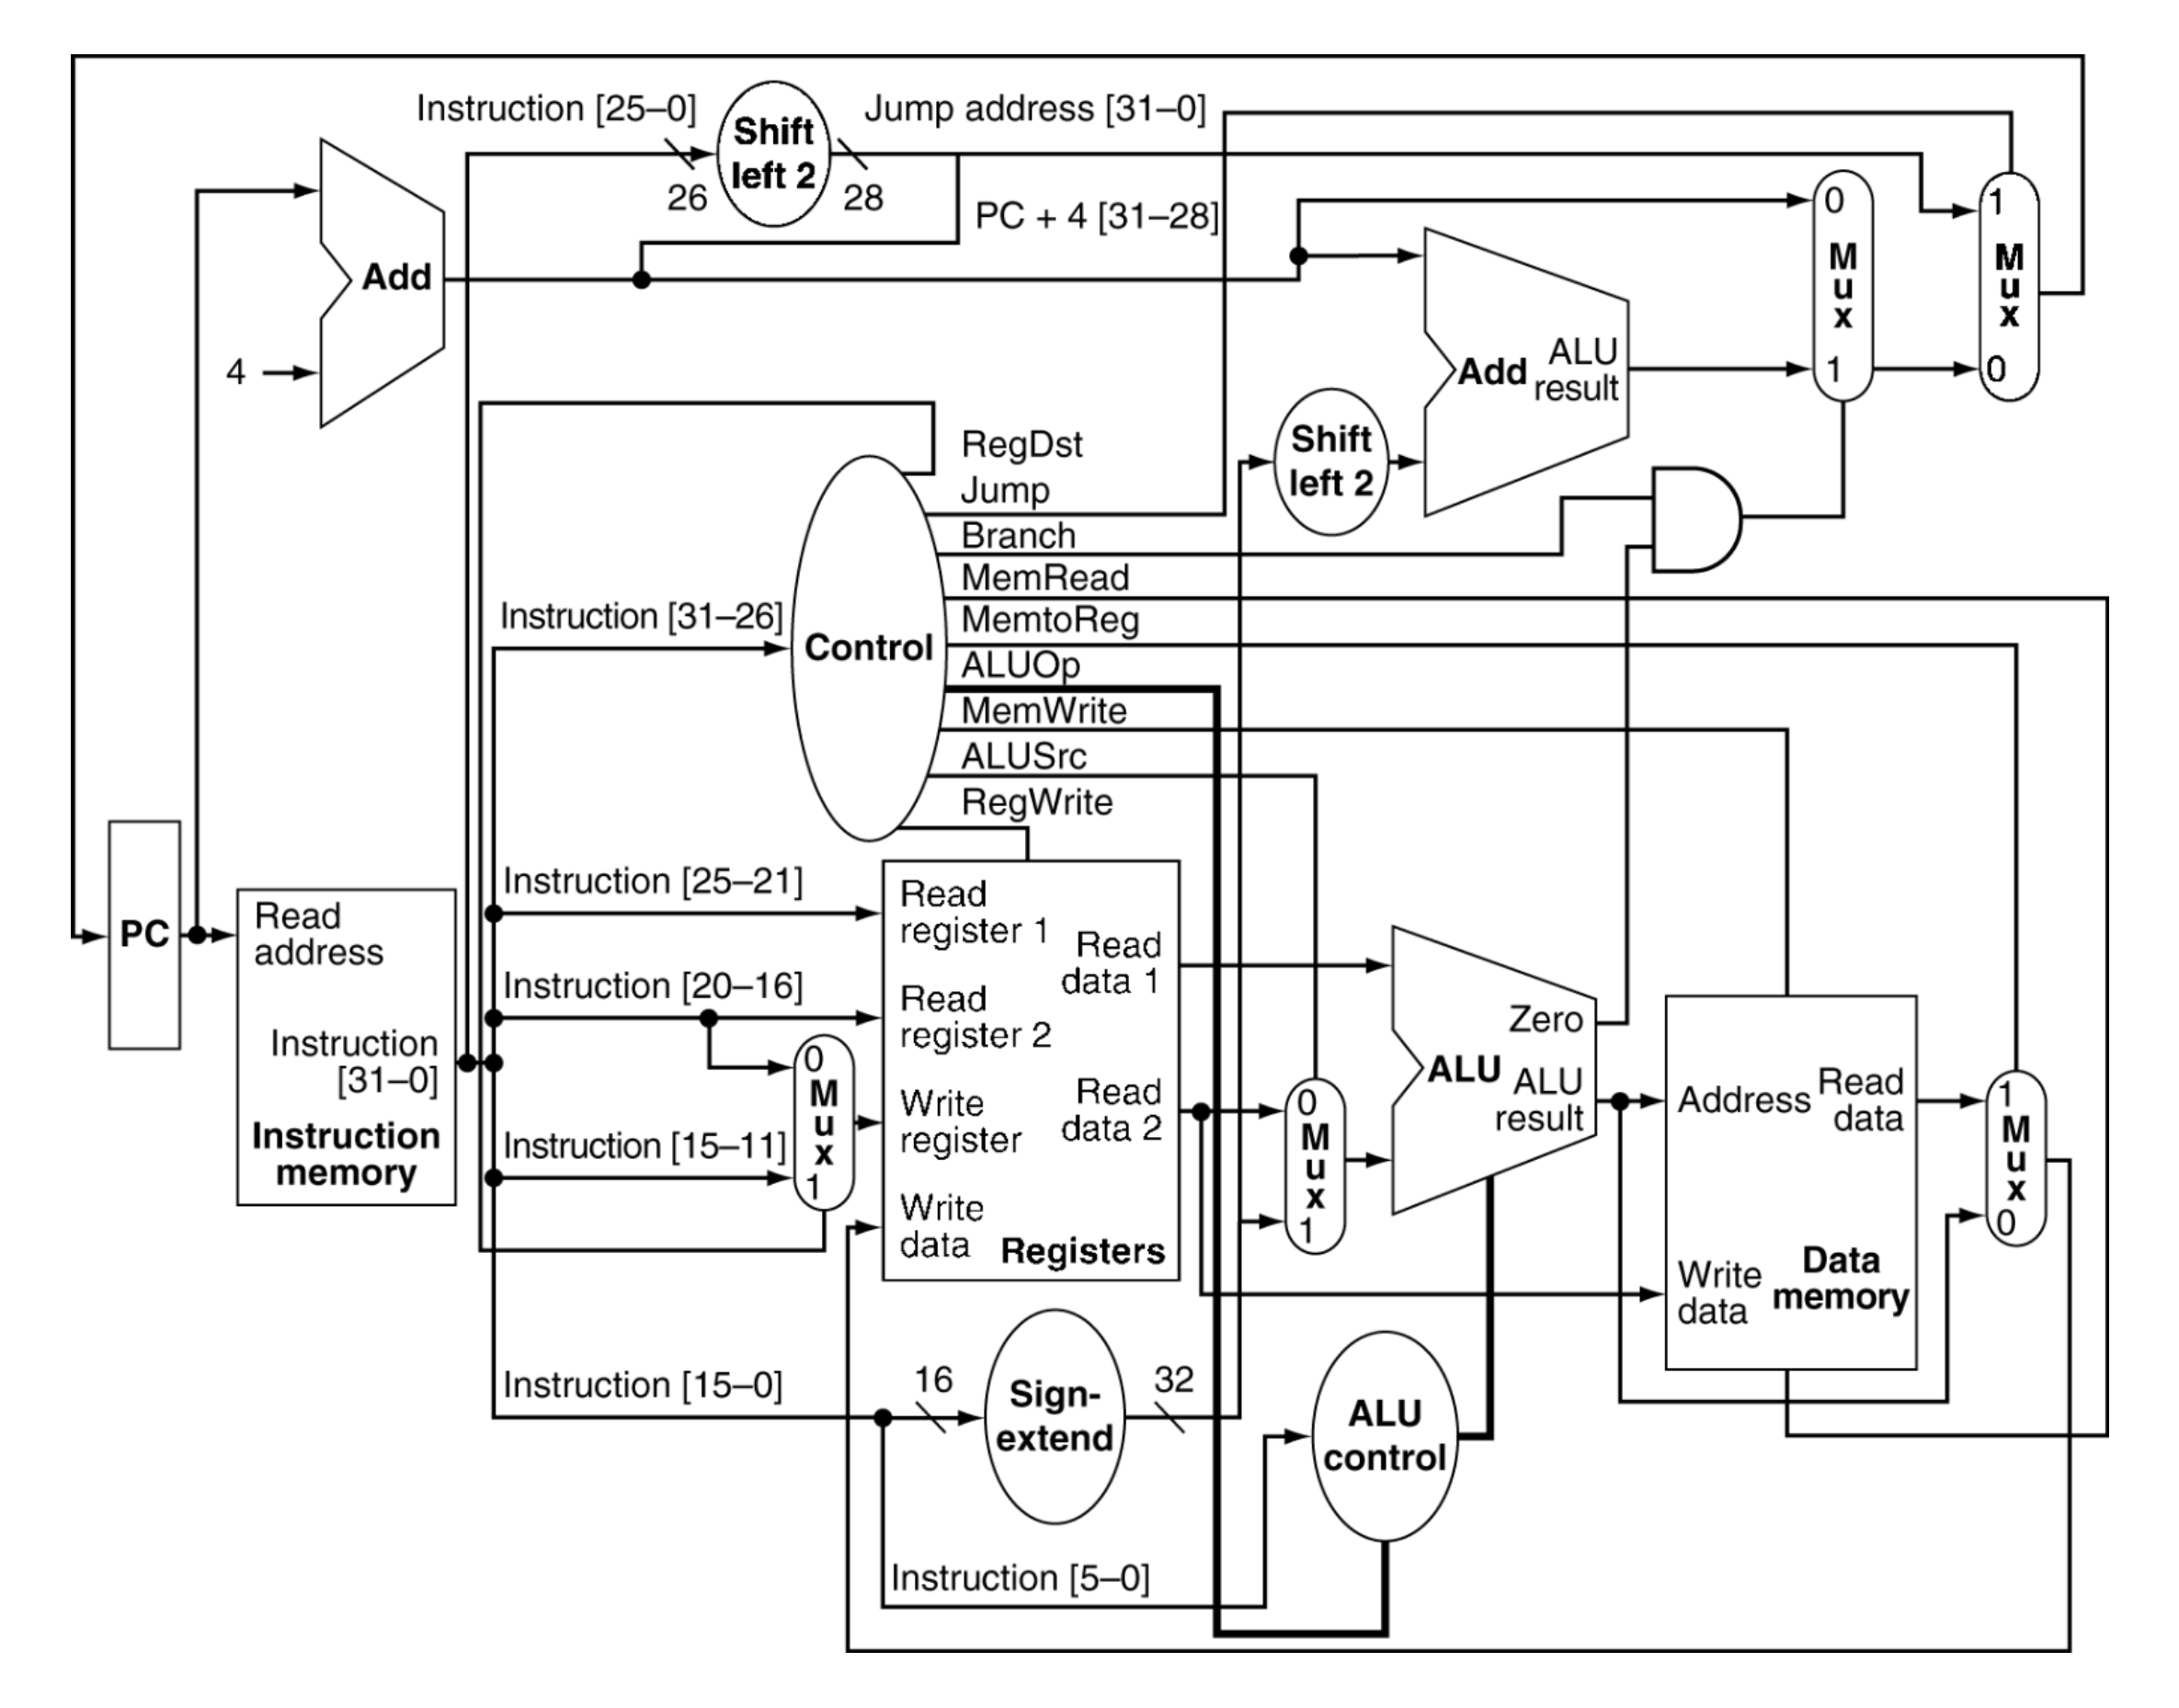 Instruction [25–0]
Shift
left 2
Jump address [31–0]
26
28
PC + 4 [31–28]
Add
4
0
M
u
x
1
1
M
u
x
0
Add
ALU
result
Shift
left 2
RegDst
Jump
Branch
MemRead
MemtoReg
ALUOp
MemWrite
ALUSrc
RegWrite
Instruction [31–26]
Control
PC
Read
address
Instruction
[31–0]
Instruction
memory
Instruction [25–21]
Instruction [20–16]
Instruction [15–11]
0
M
u
x
1
Read
register 1
Read
register 2
Write
register
Write
data
Read
data 1
Read
data 2
Registers
0
M
u
x
1
Zero
ALU
ALU
result
Address
Read
data
Write
data
Data
memory
1
M
u
x
0
Instruction [15–0]
16
Sign-
extend
32
ALU
control
Instruction [5–0]